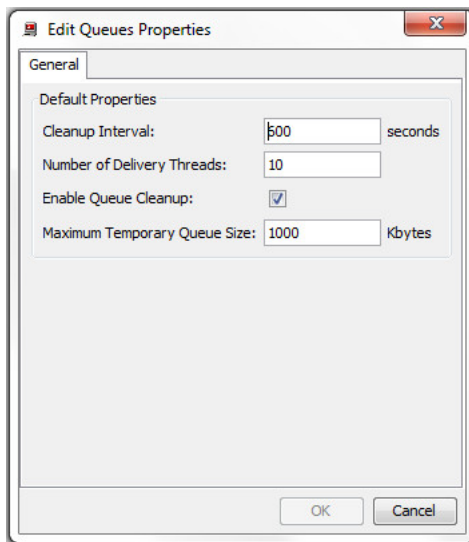 Edit Queues Properties
General
Default Properties
Cleanup Interval: 600 seconds
Number of Delivery Threads: 10
Enable Queue Cleanup:
Maximum Temporary Queue Size: 1000 Kbytes
OK Cancel